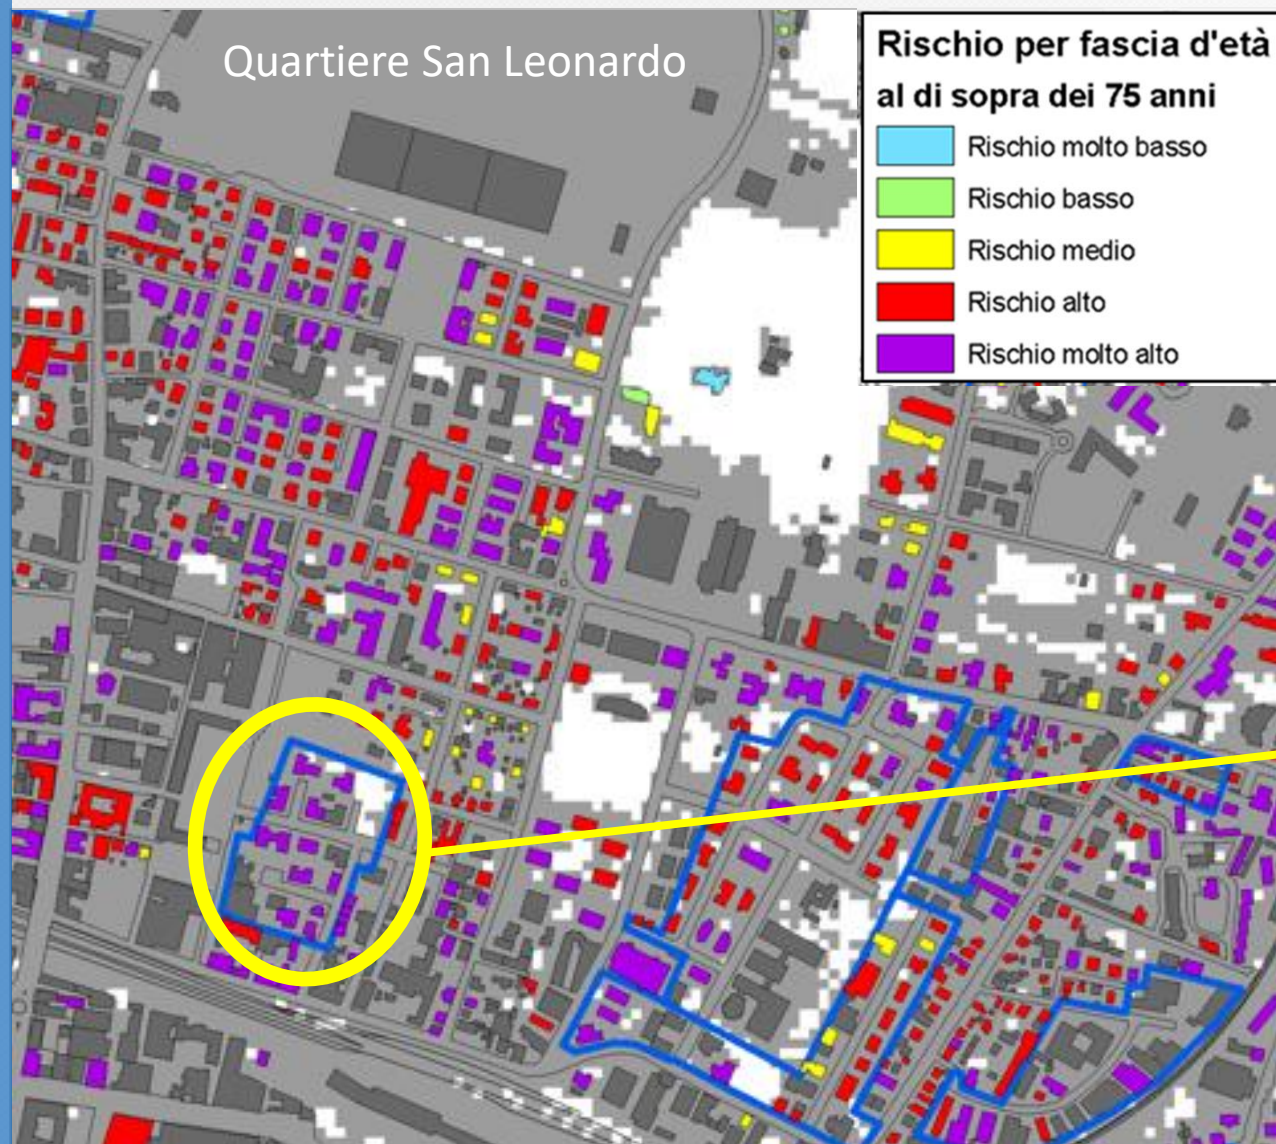 Quartiere San Leonardo
Rischio per fascia d'età
al di sopra dei 75 anni
Rischio molto basso
Rischio basso
Rischio medio
Rischio alto
Rischio molto alto